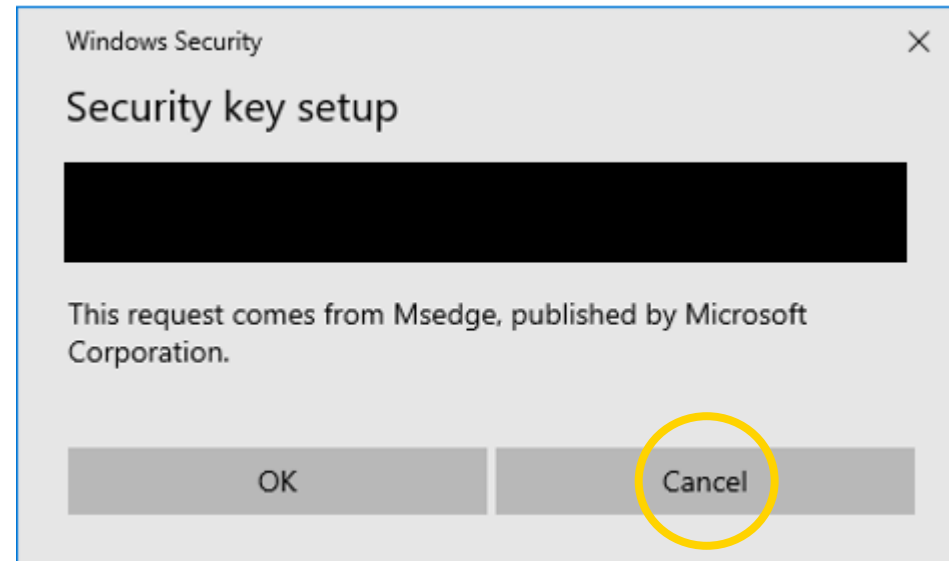 Windows Security
Security key setup
This request comes from Msedge, published by Microsoft
Corporation.
OK
Cancel